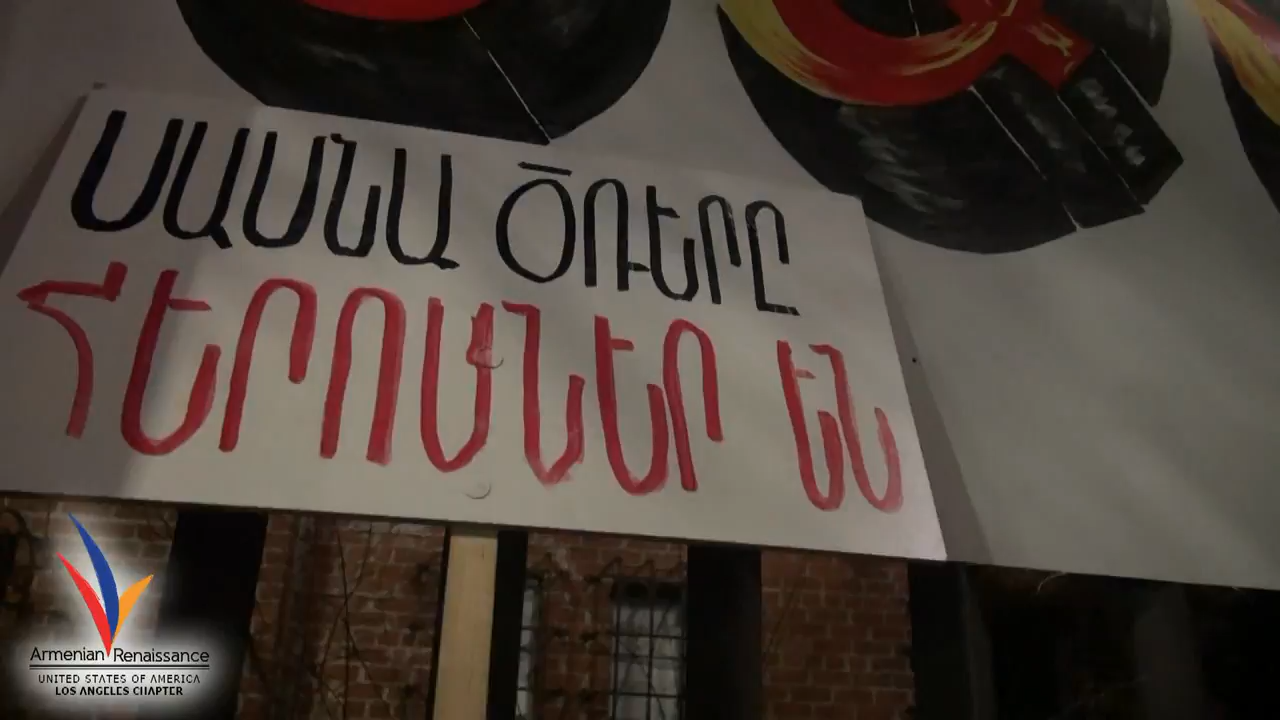 ՍԱՍՆԱ ԾՌԵՐԸ
ՀԵՐՈՍՆԵՐ ԵՆ
Armenian Renaissance
UNITED STATES OF AMERICA
LOS ANGELES CHAPTER